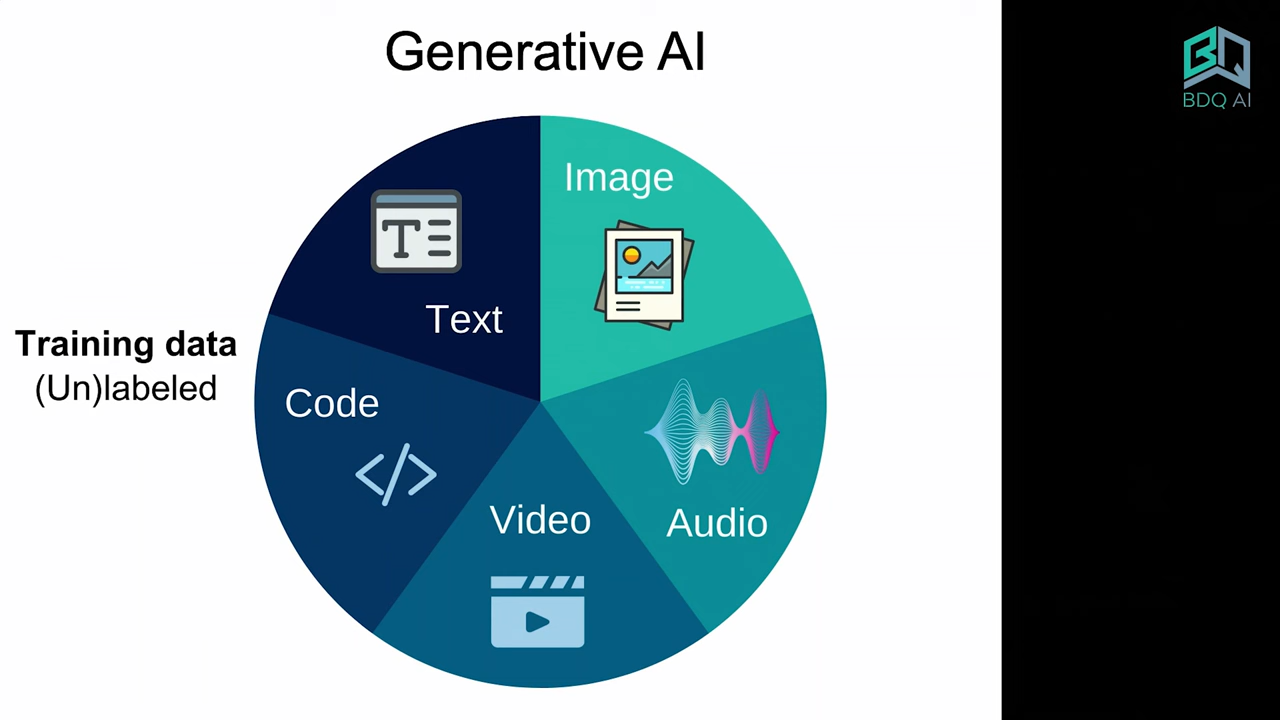 Generative AI
BDQ AI
Image
Text
Training data
(Un)labeled
Code
Video
Audio